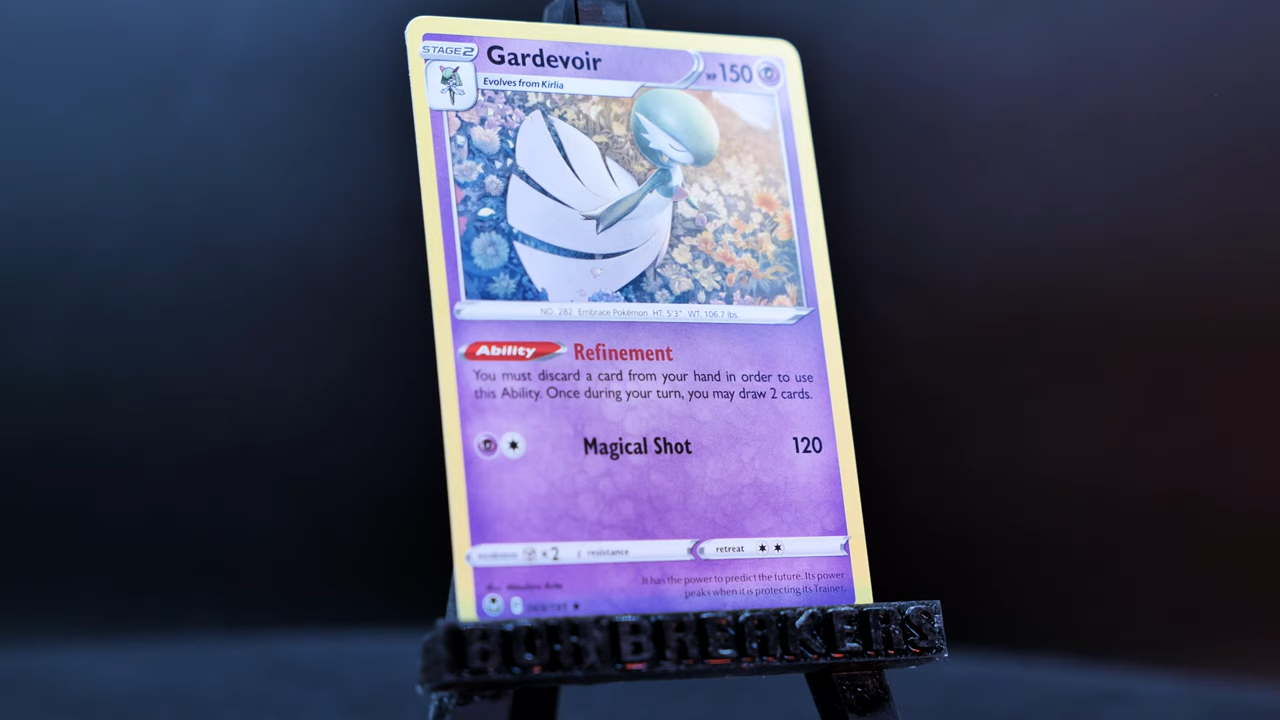 STAGE2
Gardevoir
HP 150
Evolves from Kirlia
NO. 282 Embrace Pokémon HT. 5'3" WT. 106.7 lbs.
Ability Refinement
You must discard a card from your hand in order to use
this Ability. Once during your turn, you may draw 2 cards.
Magical Shot 120
weakness ×2 resistance retreat
It has the power to predict the future. Its power
peaks when it is protecting its Trainer.